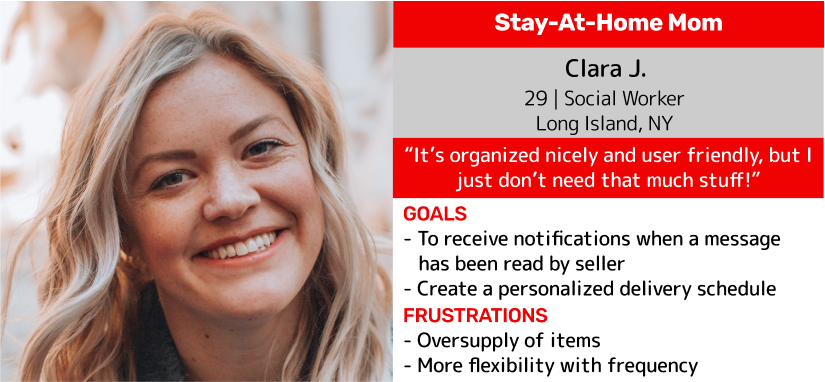 Stay-At-Home Mom
Clara J.
29 | Social Worker
Long Island, NY
“It’s organized nicely and user friendly, but I
just don’t need that much stuff!”
GOALS
- To receive notifications when a message
has been read by seller
- Create a personalized delivery schedule
FRUSTRATIONS
- Oversupply of items
- More flexibility with frequency